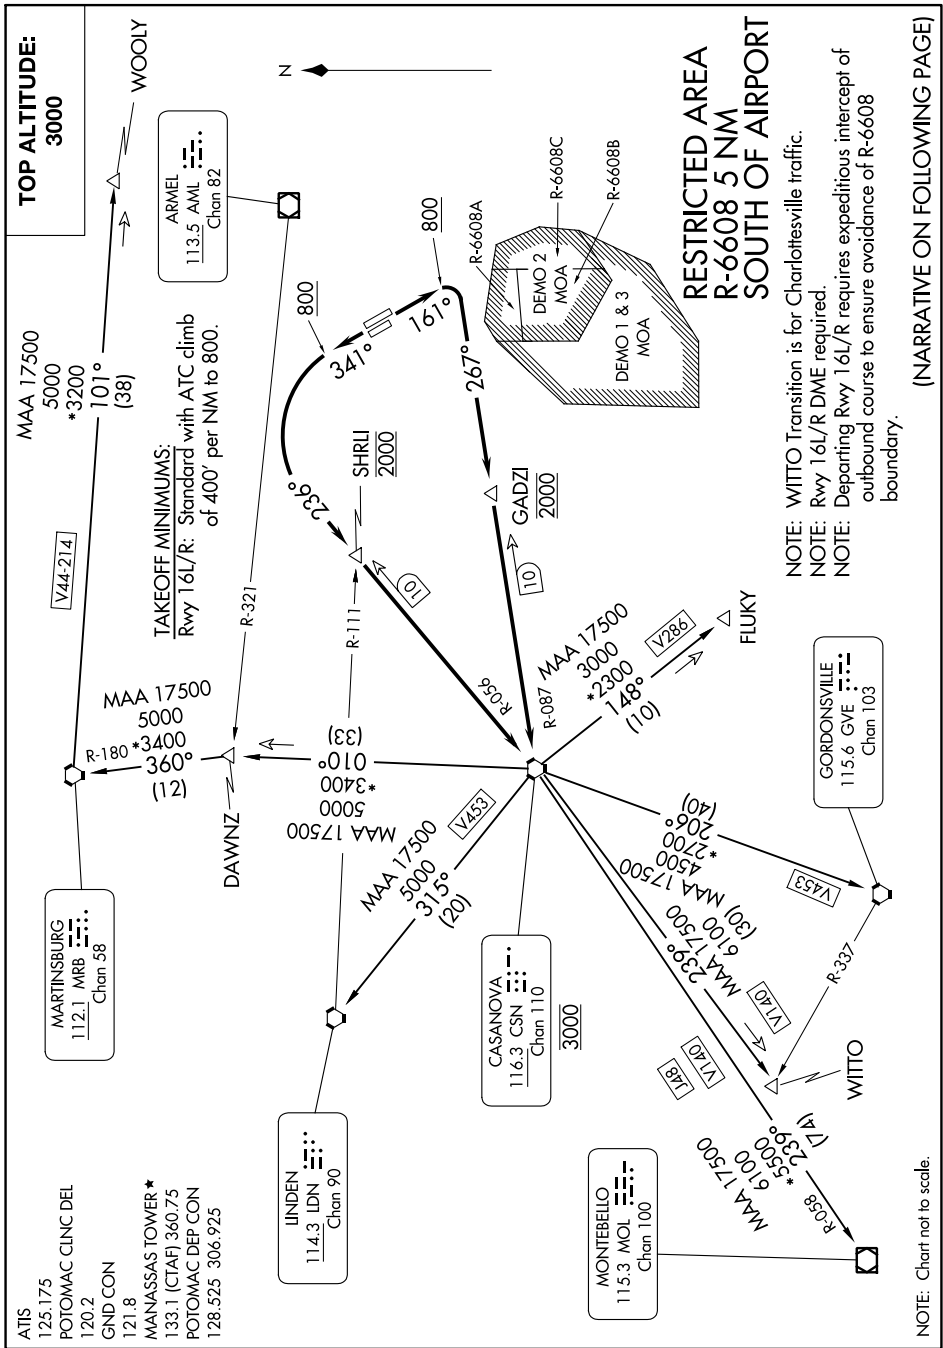 ATIS
125.175
POTOMAC CLNC DEL
120.2
GND CON
121.8
MANASSAS TOWER★
133.1 (CTAF) 360.75
POTOMAC DEP CON
128.525 306.925
TOP ALTITUDE:
3000
MARTINSBURG
112.1 MRB
Chan 58
V44-214
MAA 17500
5000
*3200
101°
(38)
WOOLY
ARMEL
113.5 AML
Chan 82
TAKEOFF MINIMUMS:
Rwy 16L/R: Standard with ATC climb
of 400' per NM to 800.
MAA 17500
5000
*3400
R-180
360°
(12)
DAWNZ
R-321
R-111
N
LINDEN
114.3 LDN
Chan 90
MAA 17500
5000
*3400
010°
(33)
MAA 17500
5000
315°
(20)
V453
236°
SHRLI
2000
10
R-056
341°
800
161°
800
267°
GADZI
2000
10
R-087
R-6608A
R-6608C
R-6608B
DEMO 2
MOA
DEMO 1 & 3
MOA
CASANOVA
116.3 CSN
Chan 110
3000
MAA 17500
3000
*2300
148°
(10)
V286
FLUKY
MAA 17500
4500
*2700
206°
(40)
V453
GORDONSVILLE
115.6 GVE
Chan 103
R-337
239°
MAA 17500
6100
(30)
V140
WITTO
J48
V140
MAA 17500
6100
*5500
239°
(74)
R-058
MONTEBELLO
115.3 MOL
Chan 100
RESTRICTED AREA
R-6608 5 NM
SOUTH OF AIRPORT
NOTE: WITTO Transition is for Charlottesville traffic.
NOTE: Rwy 16L/R DME required.
NOTE: Departing Rwy 16L/R requires expeditious intercept of
outbound course to ensure avoidance of R-6608
boundary.
NOTE: Chart not to scale.
(NARRATIVE ON FOLLOWING PAGE)